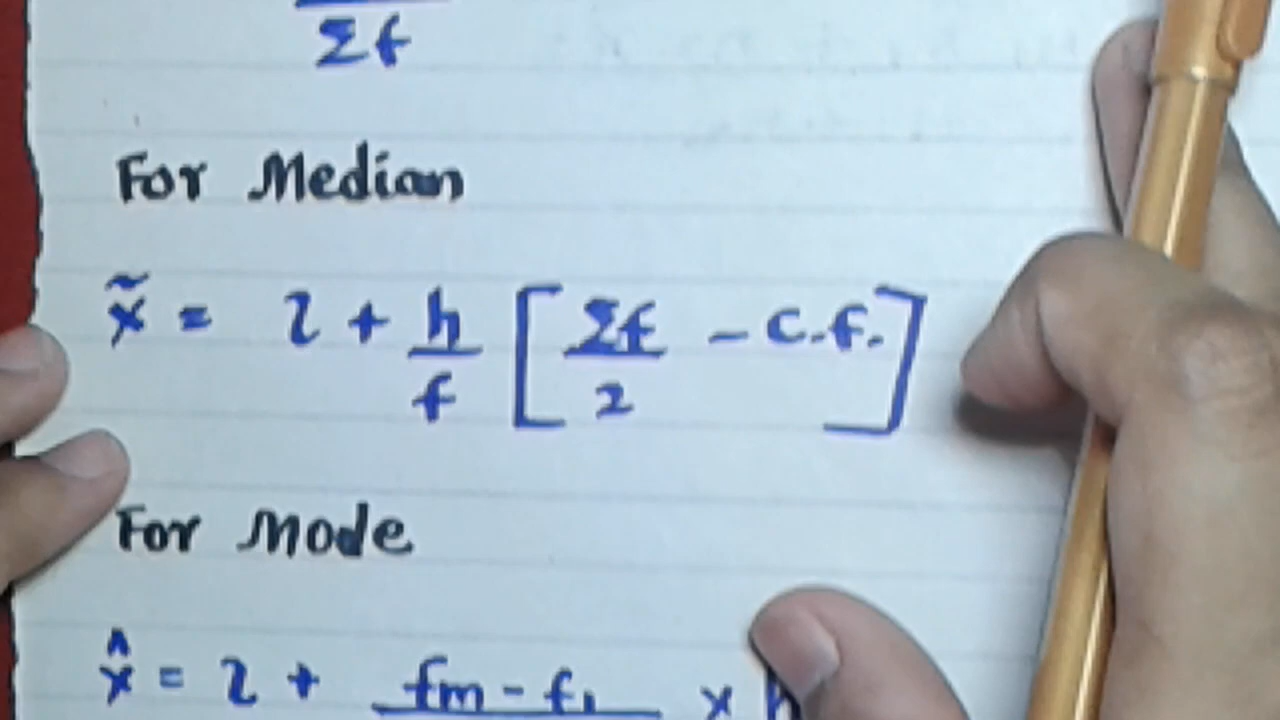 Σf
For Median
x̃ = l + h/f [Σf/2 - C.f.]
For Mode
x̂ = l + fm - f1 × h